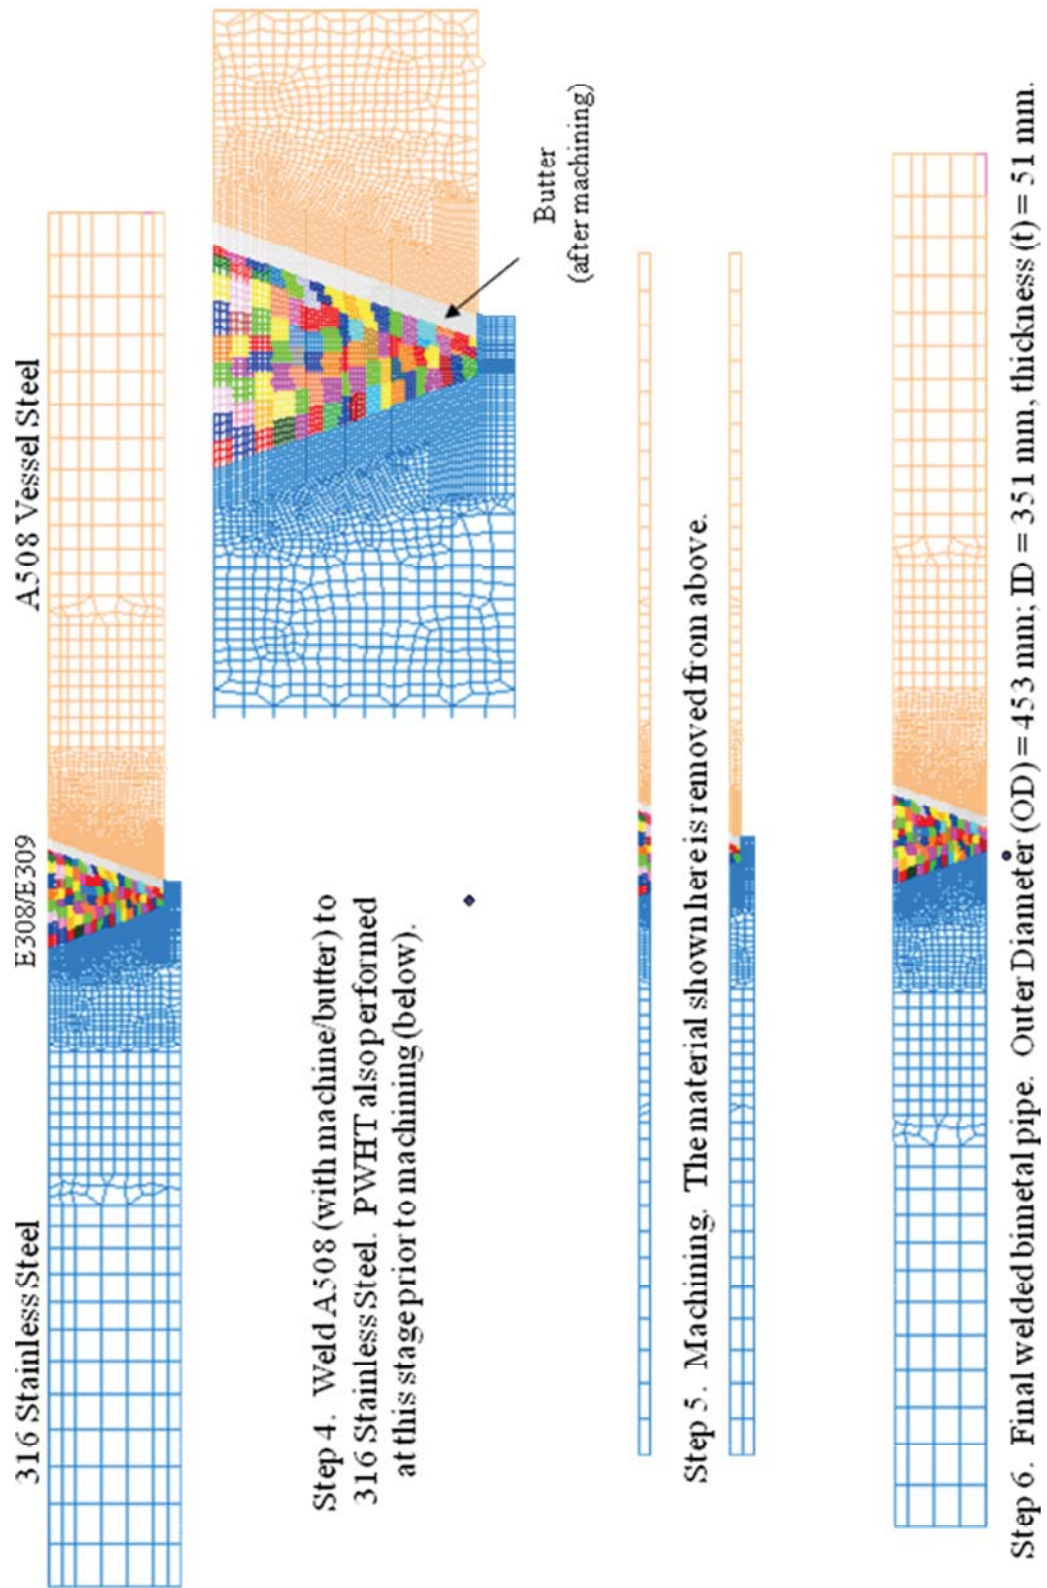 316 Stainless Steel
E308/E309
A508 Vessel Steel
Butter
(after machining)
Step 4. Weld A508 (with machine/butter) to
316 Stainless Steel. PWHT also performed
at this stage prior to machining (below).
Step 5. Machining. The material shown here is removed from above.
Step 6. Final welded bimetal pipe. Outer Diameter (OD) = 453 mm; ID = 351 mm, thickness (t) = 51 mm.